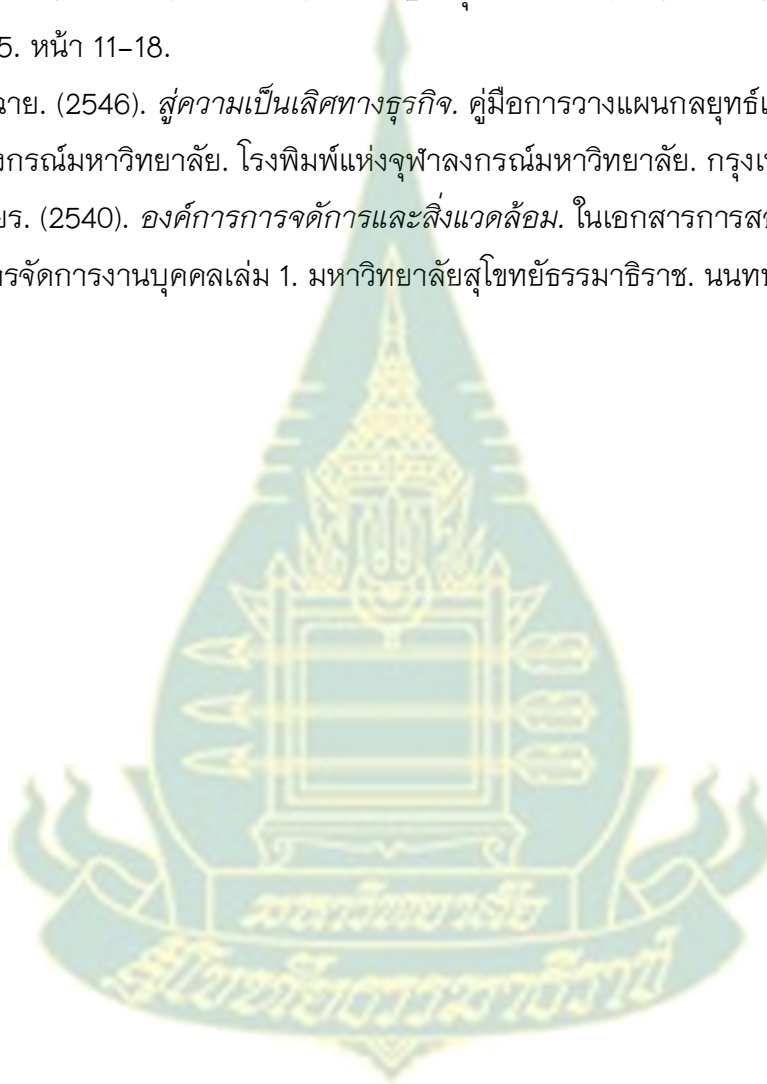 5. หน้า 11–18.
าย. (2546). สู่ความเป็นเลิศทางธุรกิจ. คู่มือการวางแผนกลยุทธ์
งกรณ์มหาวิทยาลัย. โรงพิมพ์แห่งจุฬาลงกรณ์มหาวิทยาลัย. กรุงเ
ยร. (2540). องค์การการจดัการและสิ่งแวดล้อม. ในเอกสารการส
ารจัดการงานบุคคลเล่ม 1. มหาวิทยาลัยสุโขทยัธรรมาธิราช. นนท
มหาวิทยาลัย
สุโขทัยธรรมาธิราช